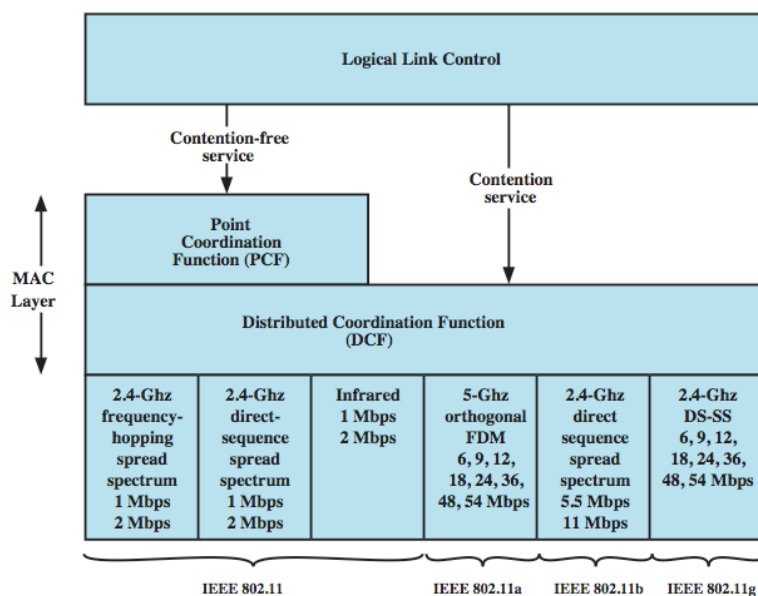 Logical Link Control
Contention-free
service
Contention
service
Point
Coordination
Function (PCF)
MAC
Layer
Distributed Coordination Function
(DCF)
2.4-Ghz
frequency-
hopping
spread
spectrum
1 Mbps
2 Mbps
2.4-Ghz
direct-
sequence
spread
spectrum
1 Mbps
2 Mbps
Infrared
1 Mbps
2 Mbps
5-Ghz
orthogonal
FDM
6, 9, 12,
18, 24, 36,
48, 54 Mbps
2.4-Ghz
direct
sequence
spread
spectrum
5.5 Mbps
11 Mbps
2.4-Ghz
DS-SS
6, 9, 12,
18, 24, 36,
48, 54 Mbps
IEEE 802.11
IEEE 802.11a
IEEE 802.11b
IEEE 802.11g